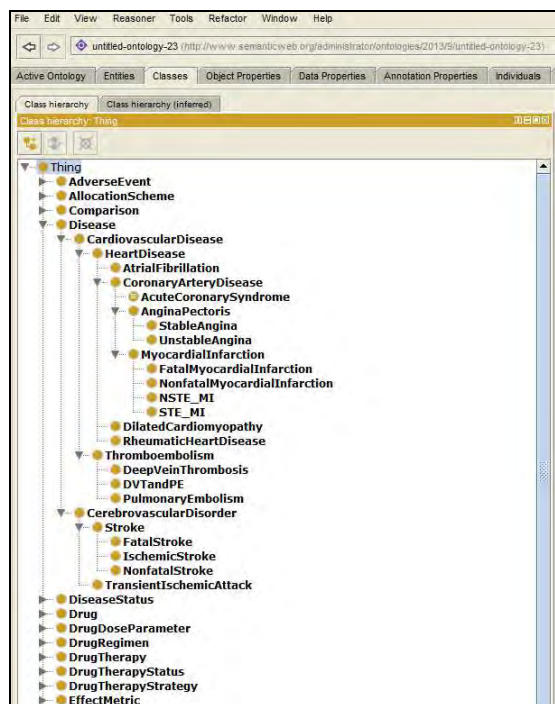 File Edit View Reasoner Tools Refactor Window Help
untitled-ontology-23 (http://www.semanticweb.org/administrator/ontologies/2013/9/untitled-ontology-23)
Active Ontology Entities Classes Object Properties Data Properties Annotation Properties Individuals
Class hierarchy Class hierarchy (inferred)
Class hierarchy: Thing
Thing
AdverseEvent
AllocationScheme
Comparison
Disease
CardiovascularDisease
HeartDisease
AtrialFibrillation
CoronaryArteryDisease
AcuteCoronarySyndrome
AnginaPectoris
StableAngina
UnstableAngina
MyocardialInfarction
FatalMyocardialInfarction
NonfatalMyocardialInfarction
NSTE_MI
STE_MI
DilatedCardiomyopathy
RheumaticHeartDisease
Thromboembolism
DeepVeinThrombosis
DVTandPE
PulmonaryEmbolism
CerebrovascularDisorder
Stroke
FatalStroke
IschemicStroke
NonfatalStroke
TransientIschemicAttack
DiseaseStatus
Drug
DrugDoseParameter
DrugRegimen
DrugTherapy
DrugTherapyStatus
DrugTherapyStrategy
EffectMetric